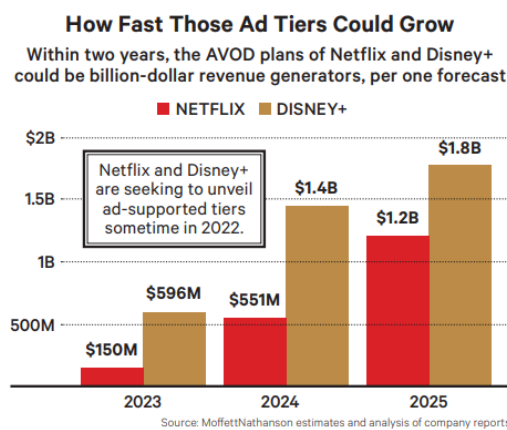 How Fast Those Ad Tiers Could Grow
Within two years, the AVOD plans of Netflix and Disney+
could be billion-dollar revenue generators, per one forecast
NETFLIX DISNEY+
$2B
1.5B
1B
500M
Netflix and Disney+
are seeking to unveil
ad-supported tiers
sometime in 2022.
$150M
$596M
$551M
$1.4B
$1.2B
$1.8B
2023 2024 2025
Source: MoffettNathanson estimates and analysis of company reports